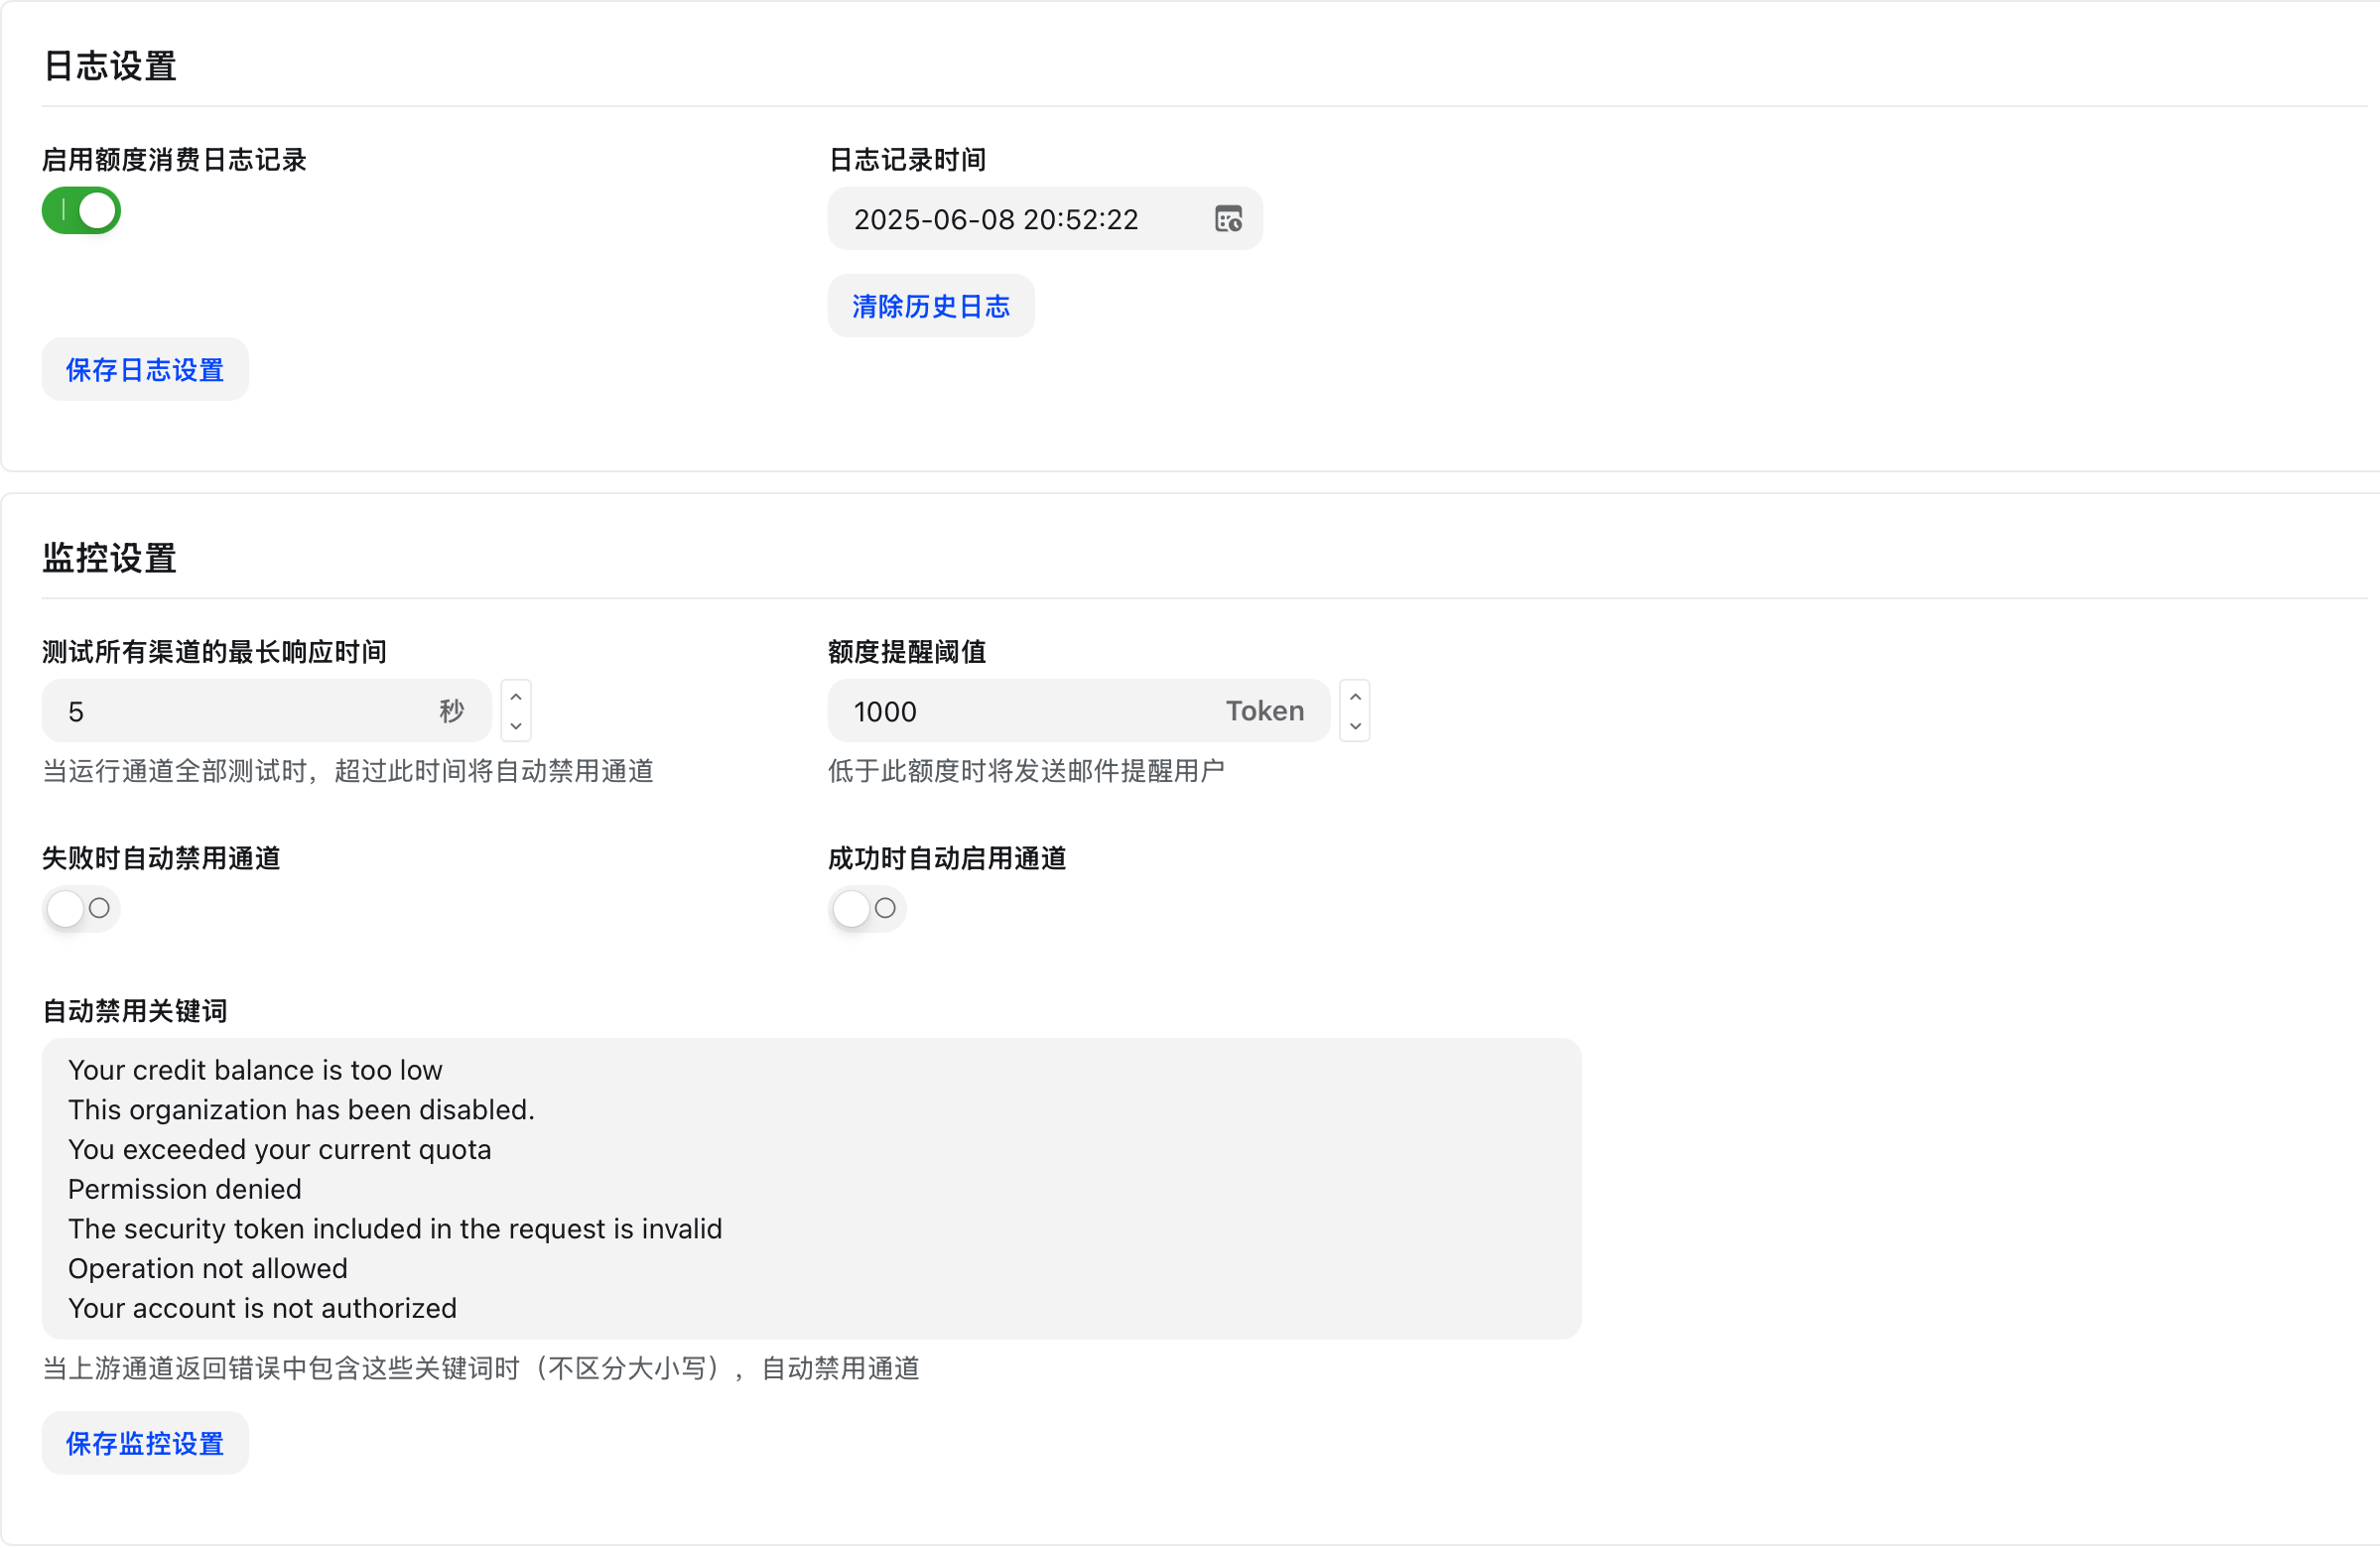 日志设置
启用额度消费日志记录
日志记录时间
2025-06-08 20:52:22
清除历史日志
保存日志设置
监控设置
测试所有渠道的最长响应时间
5 秒
当运行通道全部测试时，超过此时间将自动禁用通道
额度提醒阈值
1000 Token
低于此额度时将发送邮件提醒用户
失败时自动禁用通道
成功时自动启用通道
自动禁用关键词
Your credit balance is too low
This organization has been disabled.
You exceeded your current quota
Permission denied
The security token included in the request is invalid
Operation not allowed
Your account is not authorized
当上游通道返回错误中包含这些关键词时（不区分大小写），自动禁用通道
保存监控设置